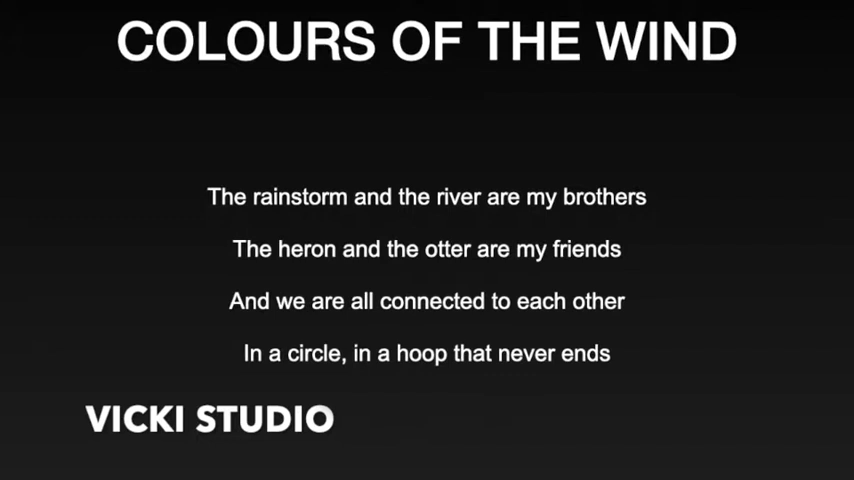 COLOURS OF THE WIND
The rainstorm and the river are my brothers
The heron and the otter are my friends
And we are all connected to each other
In a circle, in a hoop that never ends
VICKI STUDIO